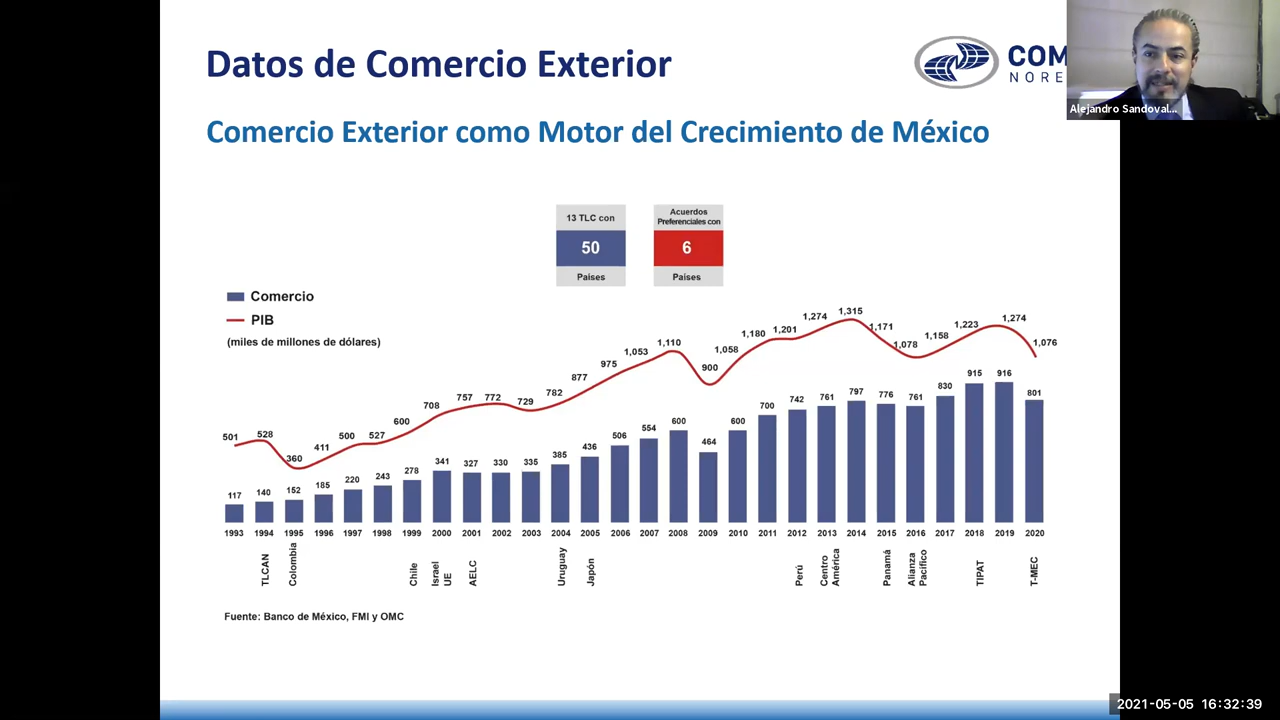 Datos de Comercio Exterior
COM
NORE
Alejandro Sandoval...
Comercio Exterior como Motor del Crecimiento de México
13 TLC con
50
Paises
Acuerdos
Preferenciales con
6
Paises
Comercio
PIB
(miles de millones de dólares)
501 528 360 411 500 527 600 708 757 772 729 782 877 975 1,053 1,110 900 1,058 1,180 1,201 1,274 1,315 1,171 1,078 1,158 1,223 1,274 1,076
117 140 152 185 220 243 278 341 327 330 335 385 436 506 554 600 464 600 700 742 761 797 776 761 830 915 916 801
1993 1994 1995 1996 1997 1998 1999 2000 2001 2002 2003 2004 2005 2006 2007 2008 2009 2010 2011 2012 2013 2014 2015 2016 2017 2018 2019 2020
TLCAN
Colombia
Chile
Israel
UE
AELC
Uruguay
Japón
Perú
Centro
América
Panamá
Alianza
Pacífico
TIPAT
T-MEC
Fuente: Banco de México, FMI y OMC
2021-05-05 16:32:39